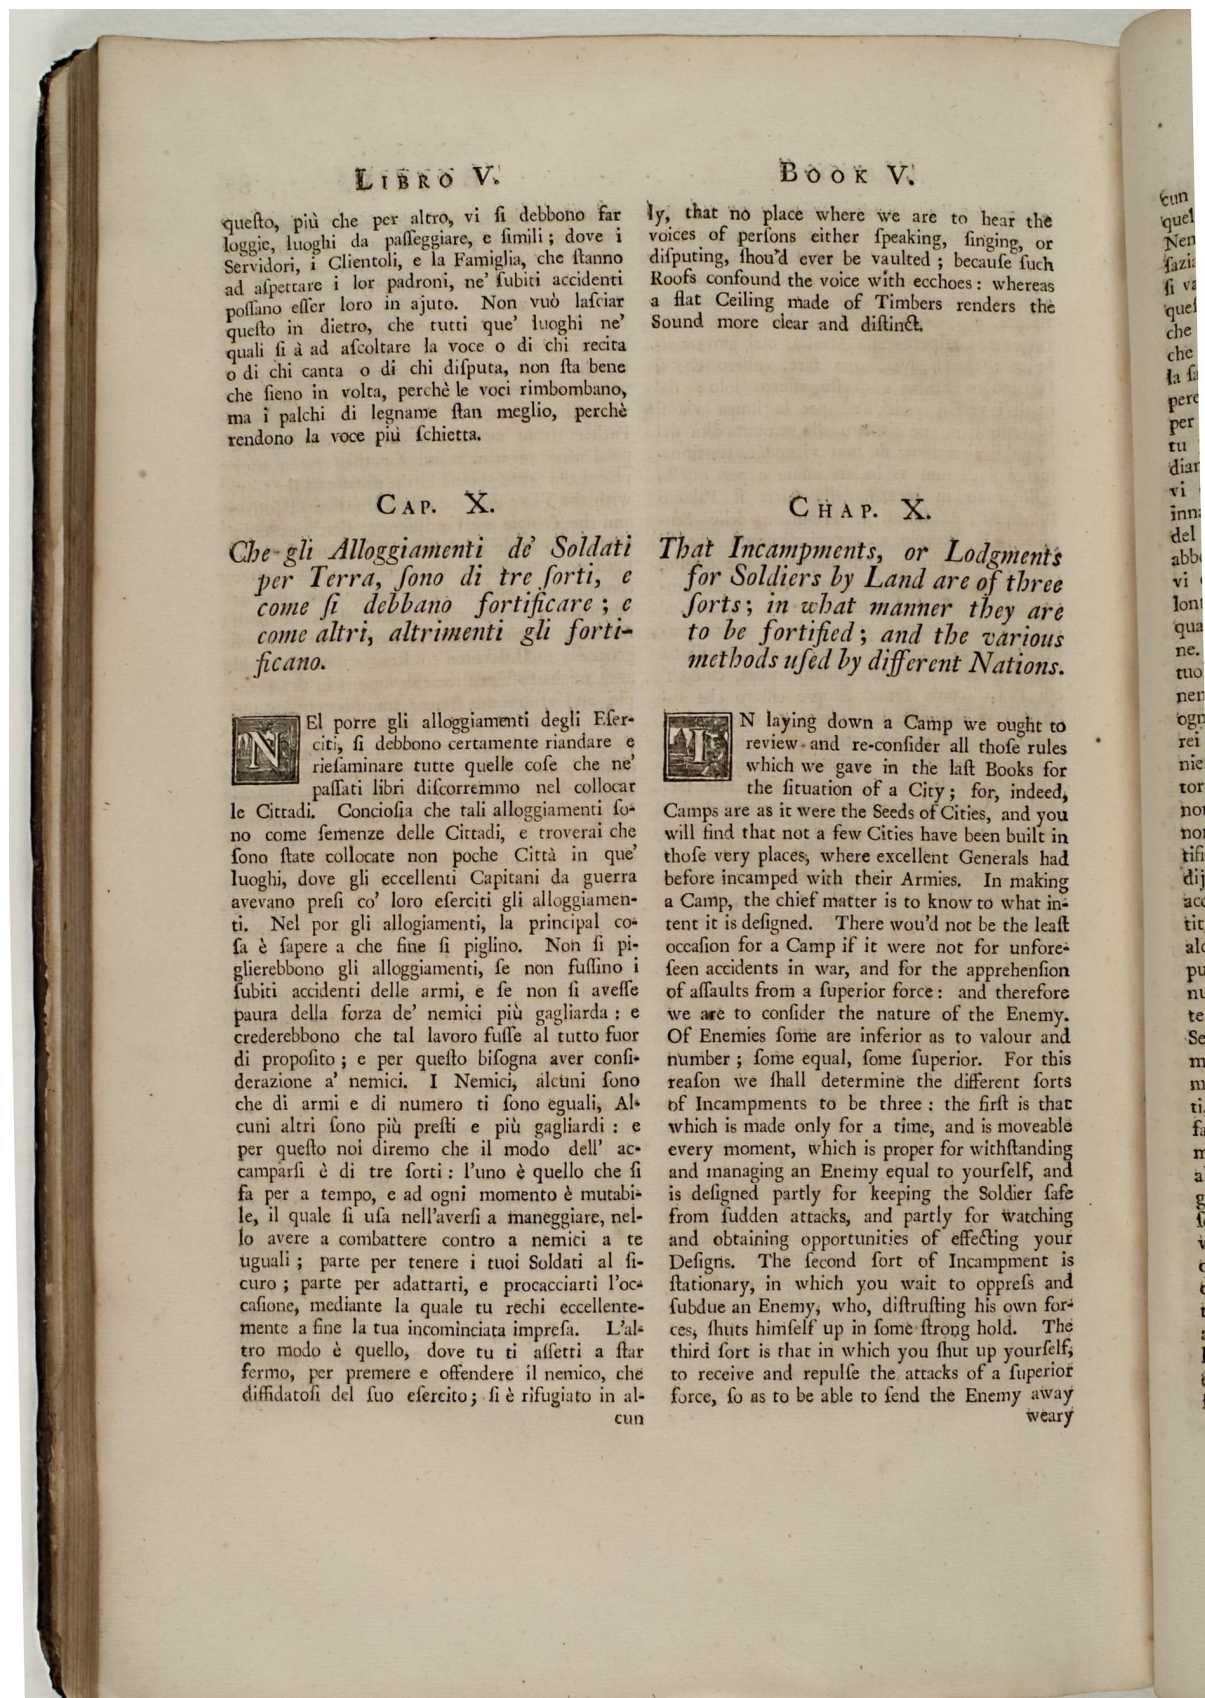 LIBRO V.
queſto, più che per altro, vi ſi debbono far
loggie, luoghi da paſſeggiare, e ſimili; dove i
Servidori, i Clientoli, e la Famiglia, che ſtanno
ad aſpettare i lor padroni, ne' ſubiti accidenti
poſſano eſſer loro in ajuto. Non vuò laſciar
queſto in dietro, che tutti que' luoghi ne'
quali ſi à ad aſcoltare la voce o di chi recita
o di chi canta o di chi diſputa, non ſta bene
che ſieno in volta, perchè le voci rimbombano,
ma i palchi di legname ſtan meglio, perchè
rendono la voce più ſchietta.
CAP. X.
Che gli Alloggiamenti de' Soldati
per Terra, ſono di tre ſorti, e
come ſi debbano fortificare; e
come altri, altrimenti gli forti-
ficano.
NEl porre gli alloggiamenti degli Eſer-
citi, ſi debbono certamente riandare e
rieſaminare tutte quelle coſe che ne'
paſſati libri diſcorremmo nel collocar
le Cittadi. Concioſia che tali alloggiamenti ſo-
no come ſemenze delle Cittadi, e troverai che
ſono ſtate collocate non poche Città in que'
luoghi, dove gli eccellenti Capitani da guerra
avevano preſi co' loro eſerciti gli alloggiamen-
ti. Nel por gli allogiamenti, la principal co-
ſa è ſapere a che fine ſi piglino. Non ſi pi-
glierebbono gli alloggiamenti, ſe non fuſſino i
ſubiti accidenti delle armi, e ſe non ſi aveſſe
paura della forza de' nemici più gagliarda: e
crederebbono che tal lavoro fuſſe al tutto fuor
di propoſito; e per queſto biſogna aver conſi-
derazione a' nemici. I Nemici, alcuni ſono
che di armi e di numero ti ſono eguali, Al-
cuni altri ſono più preſti e più gagliardi: e
per queſto noi diremo che il modo dell' ac-
camparſi è di tre ſorti: l'uno è quello che ſi
fa per a tempo, e ad ogni momento è mutabi-
le, il quale ſi uſa nell'averſi a maneggiare, nel-
lo avere a combattere contro a nemici a te
uguali; parte per tenere i tuoi Soldati al ſi-
curo; parte per adattarti, e procacciarti l'oc-
caſione, mediante la quale tu rechi eccellente-
mente a fine la tua incominciata impreſa. L'al-
tro modo è quello, dove tu ti aſſetti a ſtar
fermo, per premere e offendere il nemico, che
diffidatoſi del ſuo eſercito; ſi è rifugiato in al-
cun
BOOK V.
ly, that no place where we are to hear the
voices of perſons either ſpeaking, ſinging, or
diſputing, ſhou'd ever be vaulted; becauſe ſuch
Roofs confound the voice with ecchoes: whereas
a flat Ceiling made of Timbers renders the
Sound more clear and diſtinct.
CHAP. X.
That Incampments, or Lodgments
for Soldiers by Land are of three
ſorts; in what manner they are
to be fortified; and the various
methods uſed by different Nations.
IN laying down a Camp we ought to
review and re-conſider all thoſe rules
which we gave in the laſt Books for
the ſituation of a City; for, indeed,
Camps are as it were the Seeds of Cities, and you
will find that not a few Cities have been built in
thoſe very places, where excellent Generals had
before incamped with their Armies. In making
a Camp, the chief matter is to know to what in-
tent it is deſigned. There wou'd not be the leaſt
occaſion for a Camp if it were not for unfore-
ſeen accidents in war, and for the apprehenſion
of aſſaults from a ſuperior force: and therefore
we are to conſider the nature of the Enemy.
Of Enemies ſome are inferior as to valour and
number; ſome equal, ſome ſuperior. For this
reaſon we ſhall determine the different ſorts
of Incampments to be three: the firſt is that
which is made only for a time, and is moveable
every moment, which is proper for withſtanding
and managing an Enemy equal to yourſelf, and
is deſigned partly for keeping the Soldier ſafe
from ſudden attacks, and partly for watching
and obtaining opportunities of effecting your
Deſigns. The ſecond ſort of Incampment is
ſtationary, in which you wait to oppreſs and
ſubdue an Enemy, who, diſtruſting his own for-
ces, ſhuts himſelf up in ſome ſtrong hold. The
third ſort is that in which you ſhut up yourſelf,
to receive and repulſe the attacks of a ſuperior
force, ſo as to be able to ſend the Enemy away
weary